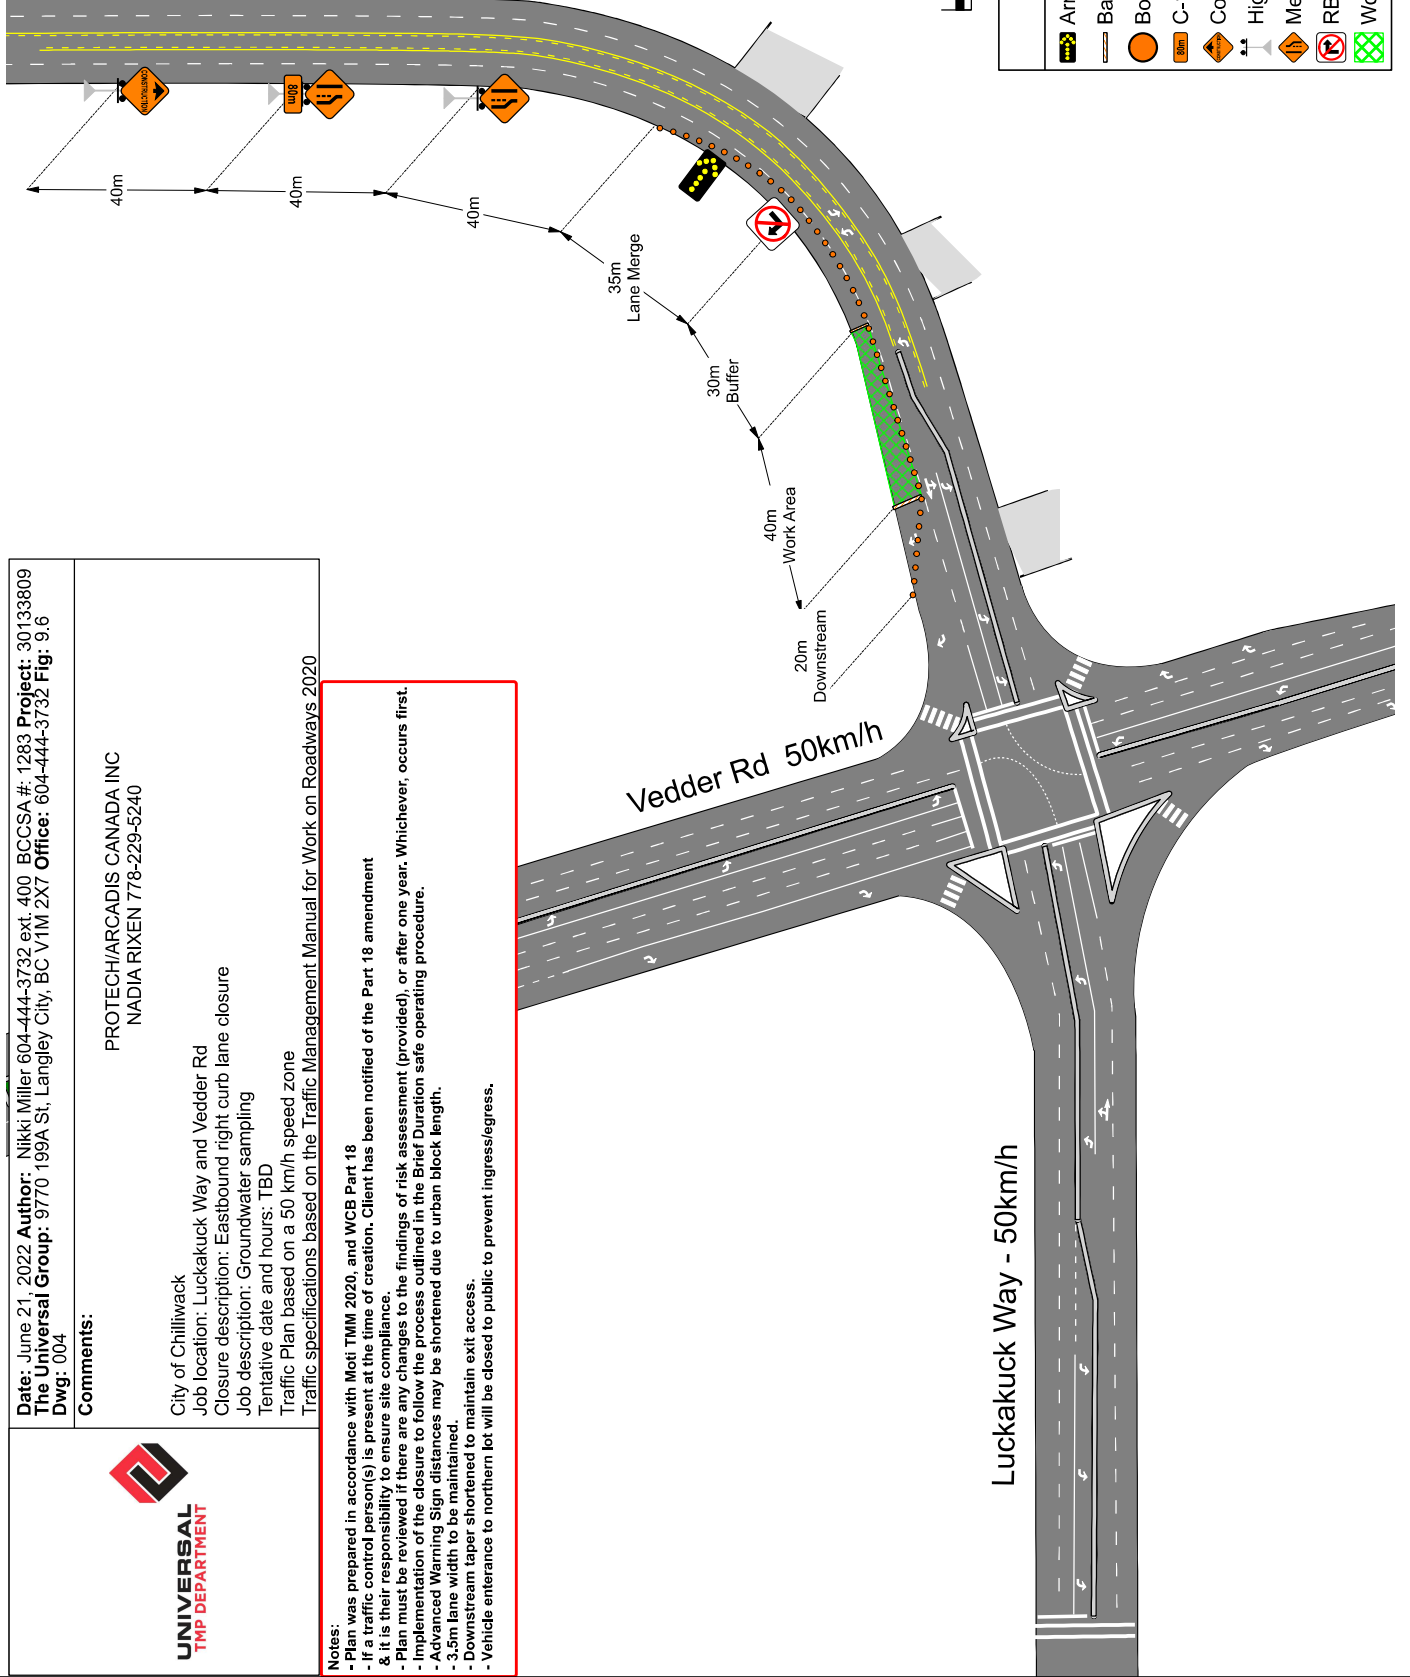 Date: June 21, 2022 Author: Nikki Miller 604-444-3732 ext. 400 BCCSA #: 1283 Project: 30133809
The Universal Group: 9770 199A St, Langley City, BC V1M 2X7 Office: 604-444-3732 Fig: 9.6
Dwg: 004
Comments:
PROTECH/ARCADIS CANADA INC
NADIA RIXEN 778-229-5240
City of Chilliwack
Job location: Luckakuck Way and Vedder Rd
Closure description: Eastbound right curb lane closure
Job description: Groundwater sampling
Tentative date and hours: TBD
Traffic Plan based on a 50 km/h speed zone
Traffic specifications based on the Traffic Management Manual for Work on Roadways 2020
UNIVERSAL
TMP DEPARTMENT
Notes:
- Plan was prepared in accordance with Moti TMM 2020, and WCB Part 18
- If a traffic control person(s) is present at the time of creation. Client has been notified of the Part 18 amendment
& it is their responsibility to ensure site compliance.
- Plan must be reviewed if there are any changes to the findings of risk assessment (provided), or after one year. Whichever, occurs first.
- Implementation of the closure to follow the process outlined in the Brief Duration safe operating procedure.
- Advanced Warning Sign distances may be shortened due to urban block length.
- 3.5m lane width to be maintained.
- Downstream taper shortened to maintain exit access.
- Vehicle enterance to northern lot will be closed to public to prevent ingress/egress.
CONSTRUCTION
80m
40m
40m
40m
35m
Lane Merge
30m
Buffer
40m
Work Area
20m
Downstream
Vedder Rd 50km/h
Luckakuck Way - 50km/h
Arr
Ba
Bo
80m
C-
Co
Hig
Me
RE
Wo